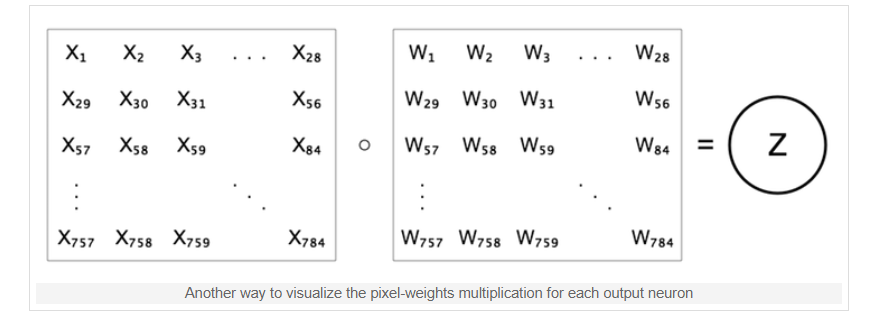 X₁ X₂ X₃ . . . X₂₈ W₁ W₂ W₃ . . . W₂₈
X₂₉ X₃₀ X₃₁ X₅₆ W₂₉ W₃₀ W₃₁ W₅₆
X₅₇ X₅₈ X₅₉ X₈₄ ∘ W₅₇ W₅₈ W₅₉ W₈₄ = Z
⋮ ⋱ ⋮ ⋱
X₇₅₇ X₇₅₈ X₇₅₉ X₇₈₄ W₇₅₇ W₇₅₈ W₇₅₉ W₇₈₄
Another way to visualize the pixel-weights multiplication for each output neuron